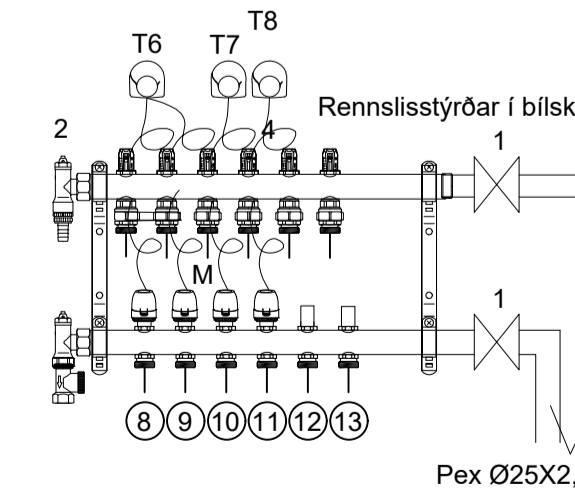 T6
T7
T8
2
4
Rennslisstýrðar í bílsk
1
M
1
8 9 10 11 12 13
Pex Ø25X2,